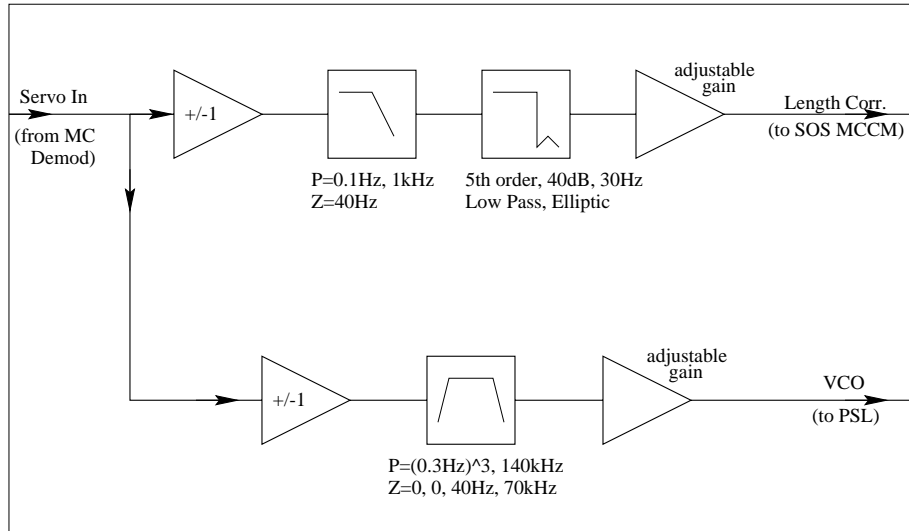 Servo In
(from MC
Demod)
+/-1
P=0.1Hz, 1kHz
Z=40Hz
5th order, 40dB, 30Hz
Low Pass, Elliptic
adjustable
gain
Length Corr.
(to SOS MCCM)
+/-1
P=(0.3Hz)^3, 140kHz
Z=0, 0, 40Hz, 70kHz
adjustable
gain
VCO
(to PSL)